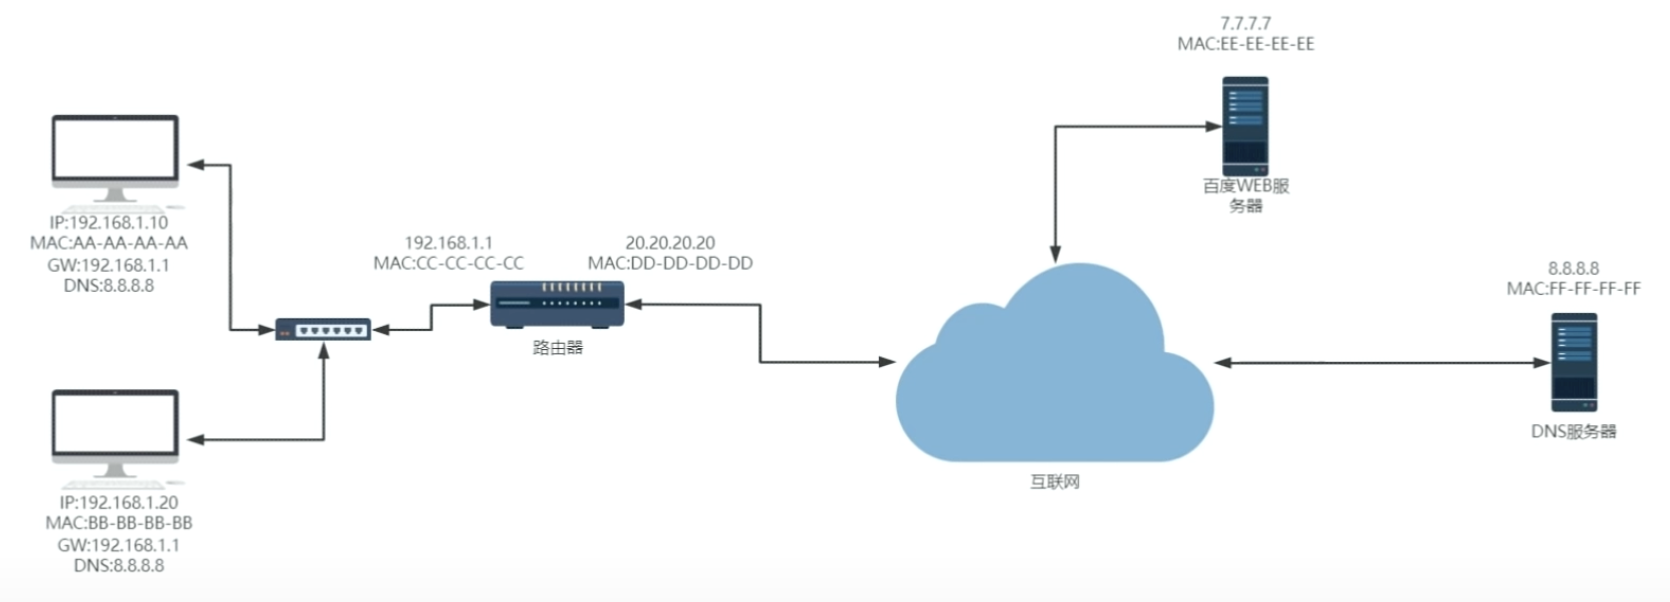 7.7.7.7
MAC:EE-EE-EE-EE
百度WEB服
务器
IP:192.168.1.10
MAC:AA-AA-AA-AA
GW:192.168.1.1
DNS:8.8.8.8
192.168.1.1
MAC:CC-CC-CC-CC
20.20.20.20
MAC:DD-DD-DD-DD
路由器
8.8.8.8
MAC:FF-FF-FF-FF
DNS服务器
互联网
IP:192.168.1.20
MAC:BB-BB-BB-BB
GW:192.168.1.1
DNS:8.8.8.8